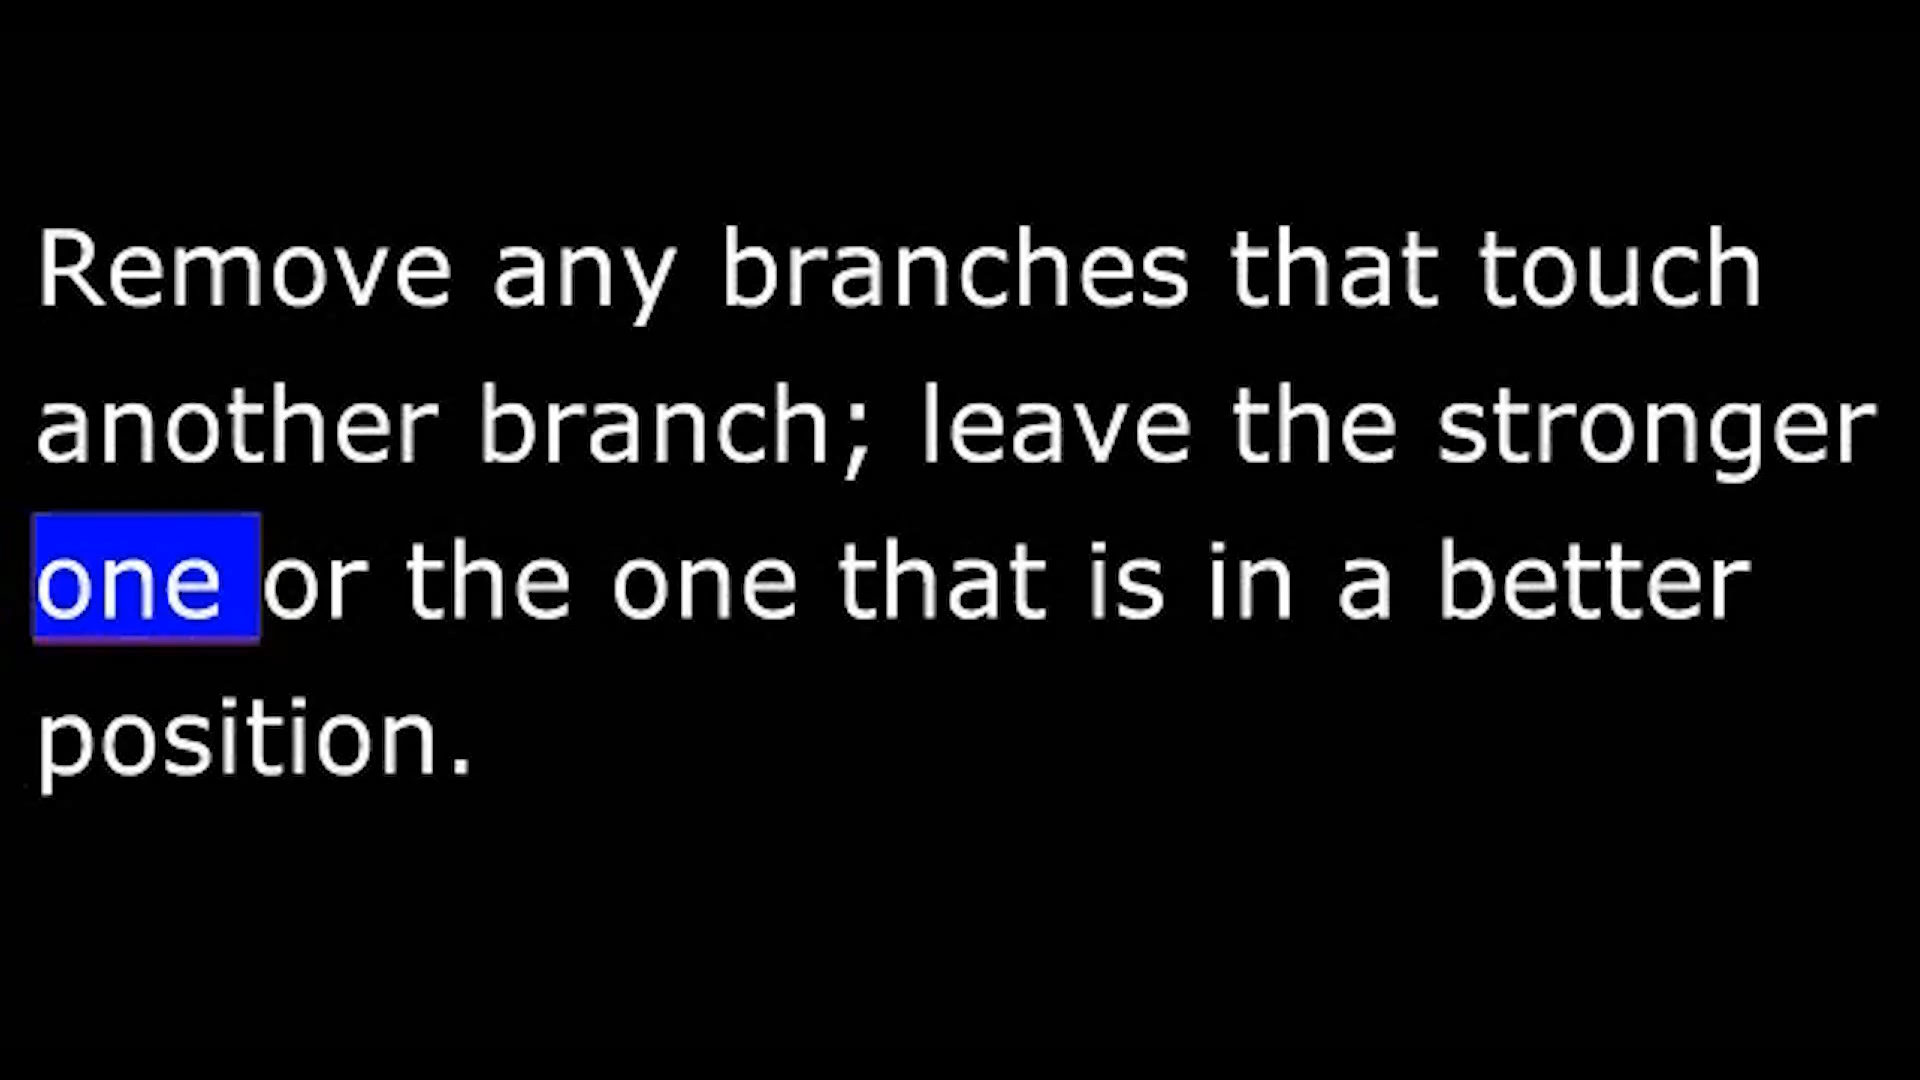 Remove any branches that touch
another branch; leave the stronger
one or the one that is in a better
position.